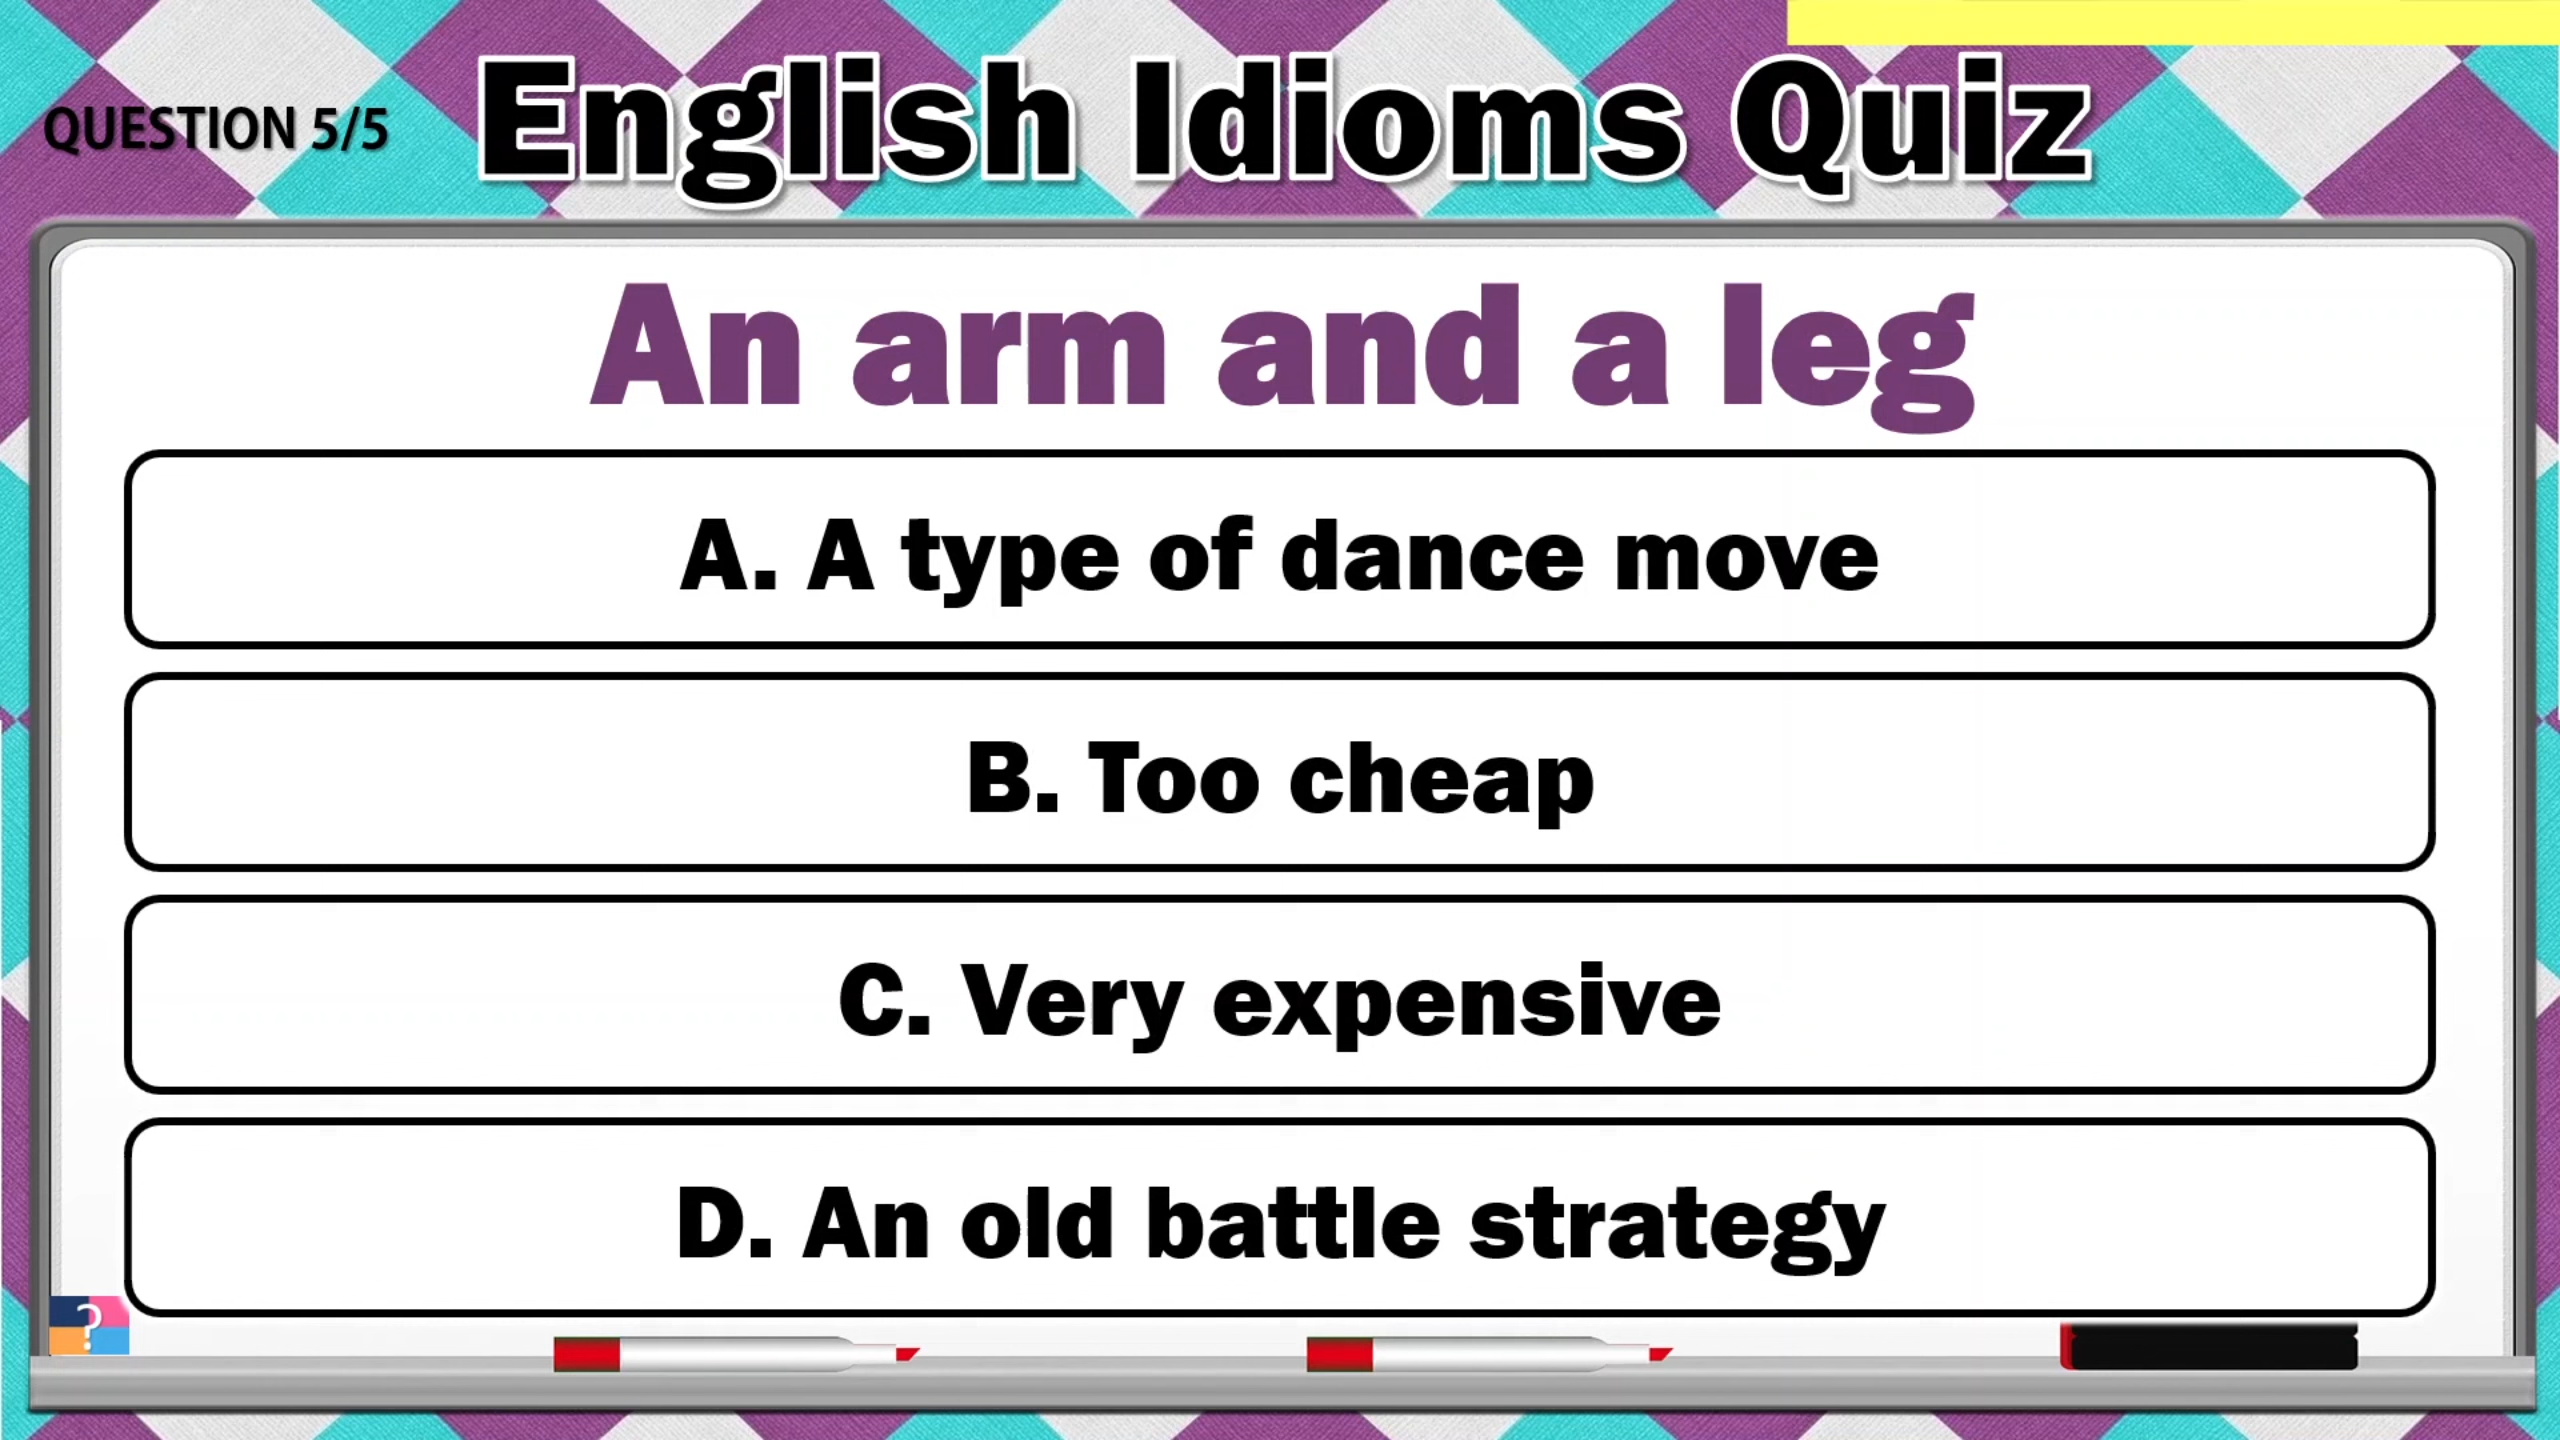 QUESTION 5/5
English Idioms Quiz
An arm and a leg
A. A type of dance move
B. Too cheap
C. Very expensive
D. An old battle strategy
?